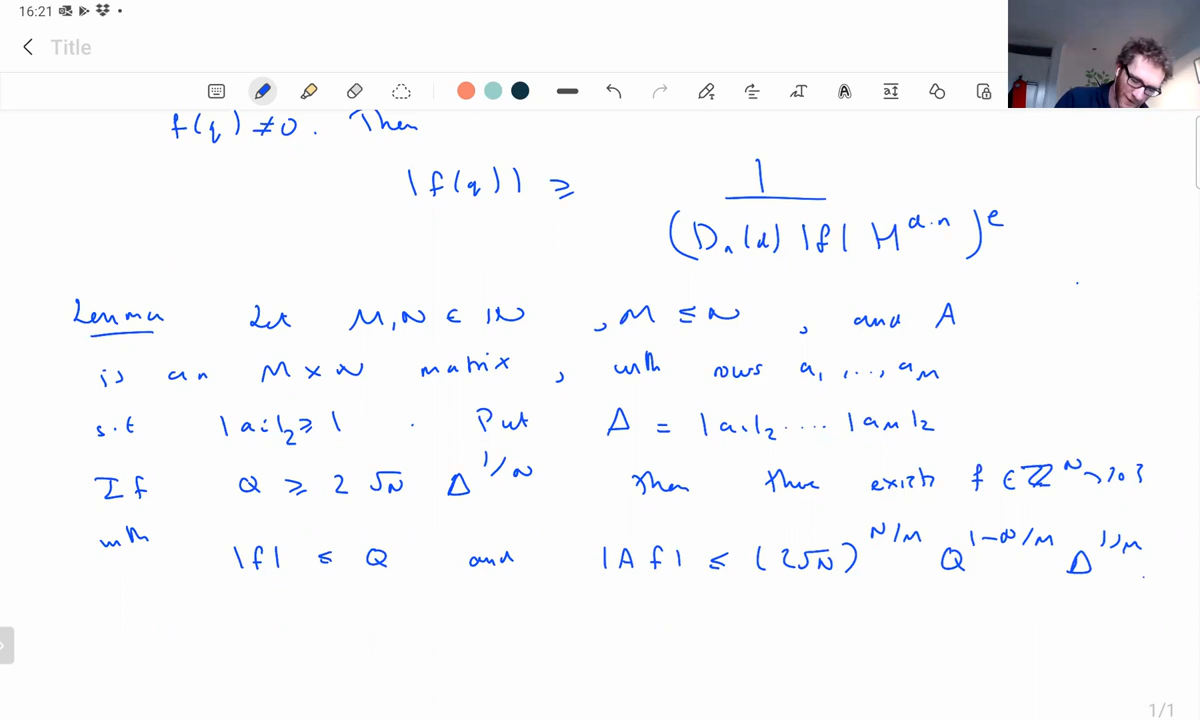 16:21
Title
f(q) ≠ 0. Then
|f(q)| ≥ 1 / (D_n(d) |f| H^{d·n})^e
Lemma Let M, N ∈ ℕ, M ≤ N, and A
is an M × N matrix, with rows a_1, ..., a_M
s.t |a_i|_2 ≥ 1. Put Δ = |a_1|_2 .... |a_M|_2
If Q ≥ 2 √N Δ^{1/N} then there exists f ∈ ℤ^N \ {0}
with |f| ≤ Q and |A f| ≤ (2√N)^{N/M} Q^{1-N/M} Δ^{1/M}.
1/1